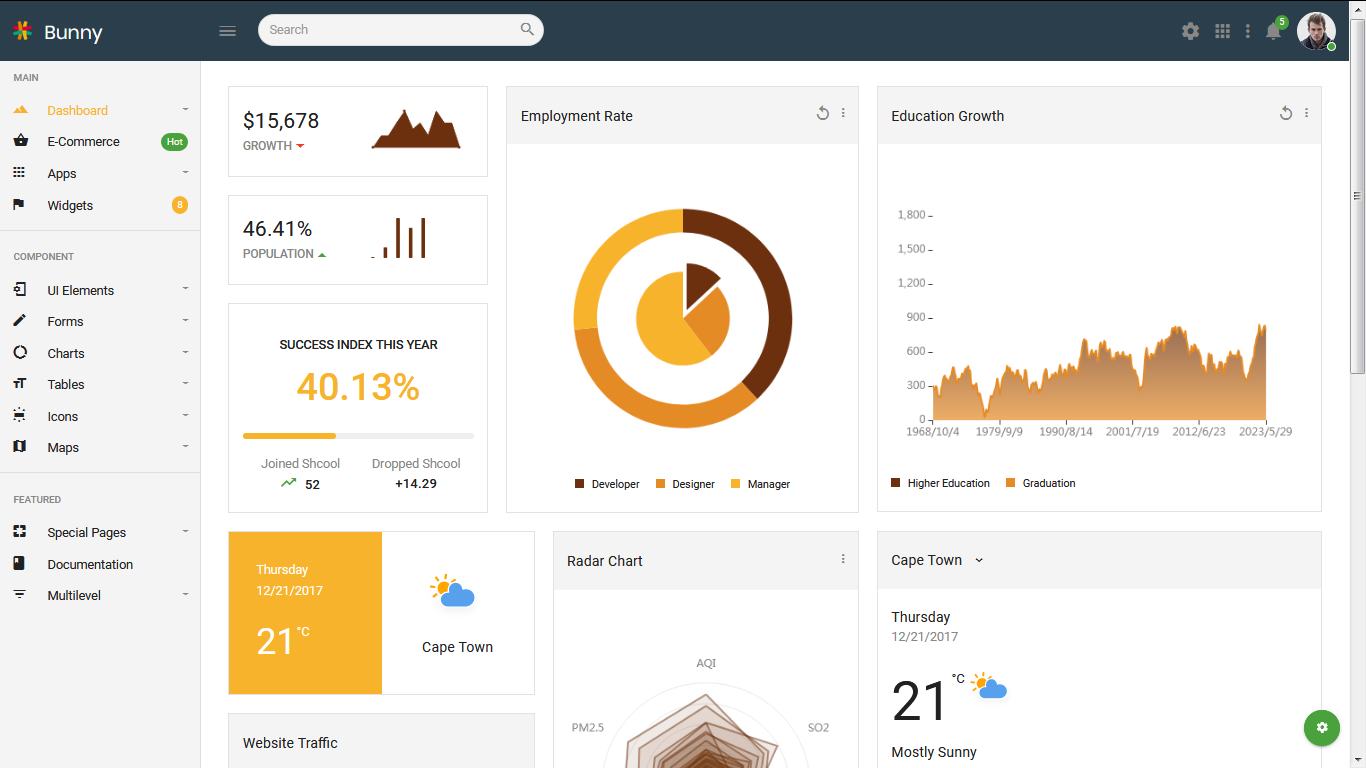 Bunny
Search
5
MAIN
Dashboard
E-Commerce Hot
Apps
Widgets 8
COMPONENT
UI Elements
Forms
Charts
Tables
Icons
Maps
FEATURED
Special Pages
Documentation
Multilevel
$15,678
GROWTH
46.41%
POPULATION
SUCCESS INDEX THIS YEAR
40.13%
Joined Shcool Dropped Shcool
52 +14.29
Employment Rate
Developer Designer Manager
Education Growth
1,800
1,500
1,200
900
600
300
0
1968/10/4 1979/9/9 1990/8/14 2001/7/19 2012/6/23 2023/5/29
Higher Education Graduation
Thursday
12/21/2017
21 °C
Cape Town
Website Traffic
Radar Chart
AQI
PM2.5 SO2
Cape Town
Thursday
12/21/2017
21 °C
Mostly Sunny